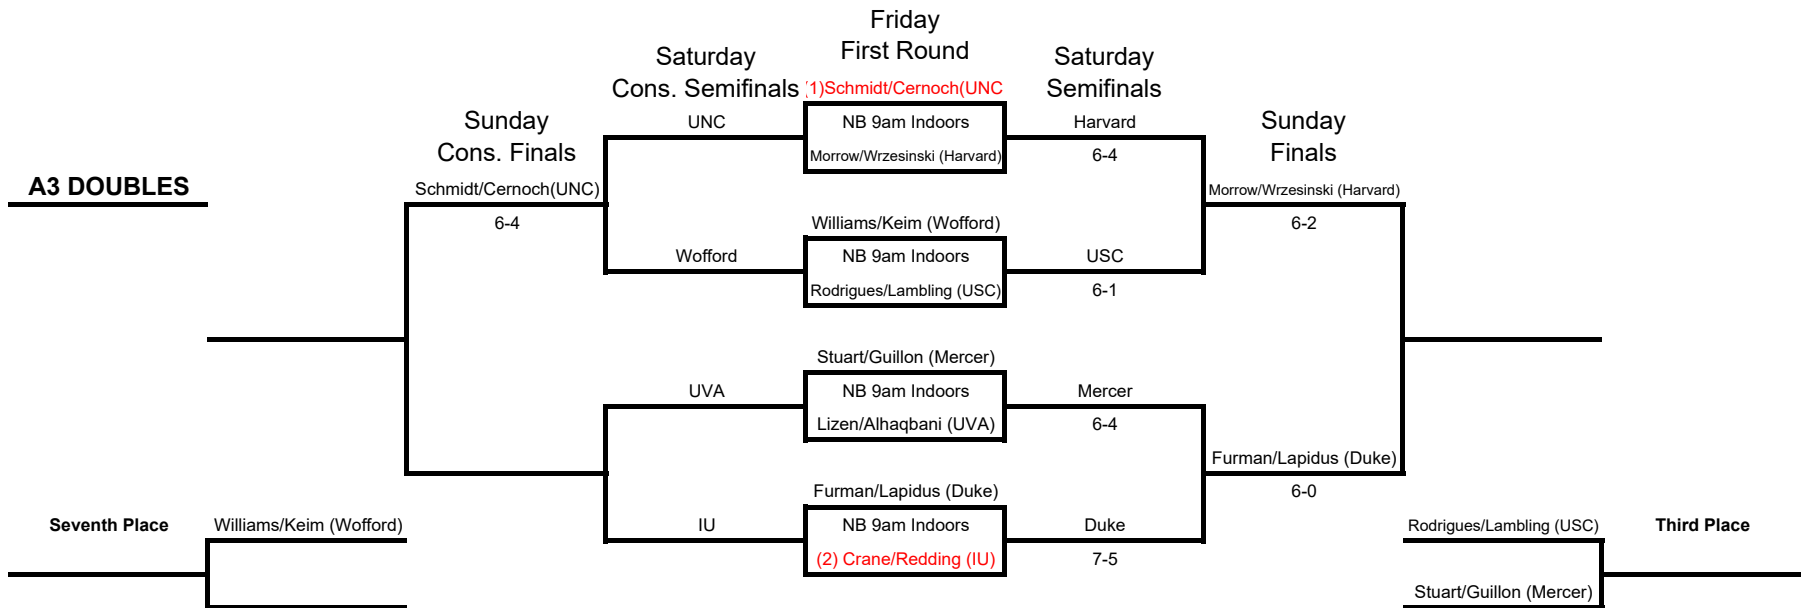 Friday
First Round
Saturday
Cons. Semifinals
Saturday
Semifinals
(1)Schmidt/Cernoch(UNC
Sunday
Cons. Finals
UNC
NB 9am Indoors
Harvard
Sunday
Finals
Morrow/Wrzesinski (Harvard)
6-4
A3 DOUBLES
Schmidt/Cernoch(UNC)
Morrow/Wrzesinski (Harvard)
6-4
Williams/Keim (Wofford)
6-2
Wofford
NB 9am Indoors
USC
Rodrigues/Lambling (USC)
6-1
Stuart/Guillon (Mercer)
UVA
NB 9am Indoors
Mercer
Lizen/Alhaqbani (UVA)
6-4
Furman/Lapidus (Duke)
Furman/Lapidus (Duke)
6-0
Seventh Place
Williams/Keim (Wofford)
IU
NB 9am Indoors
Duke
Rodrigues/Lambling (USC)
Third Place
(2) Crane/Redding (IU)
7-5
Stuart/Guillon (Mercer)